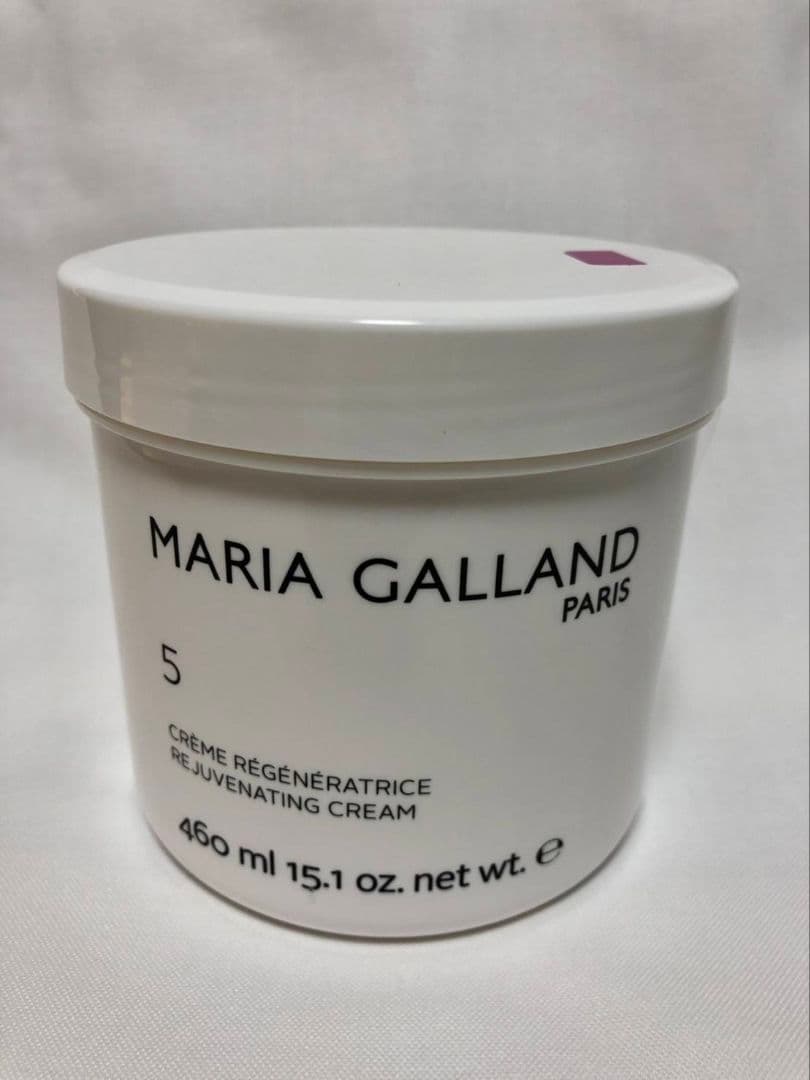 MARIA GALLAND
PARIS
5
CRÈME RÉGÉNÉRATRICE
REJUVENATING CREAM
460 ml 15.1 oz. net wt. ℮